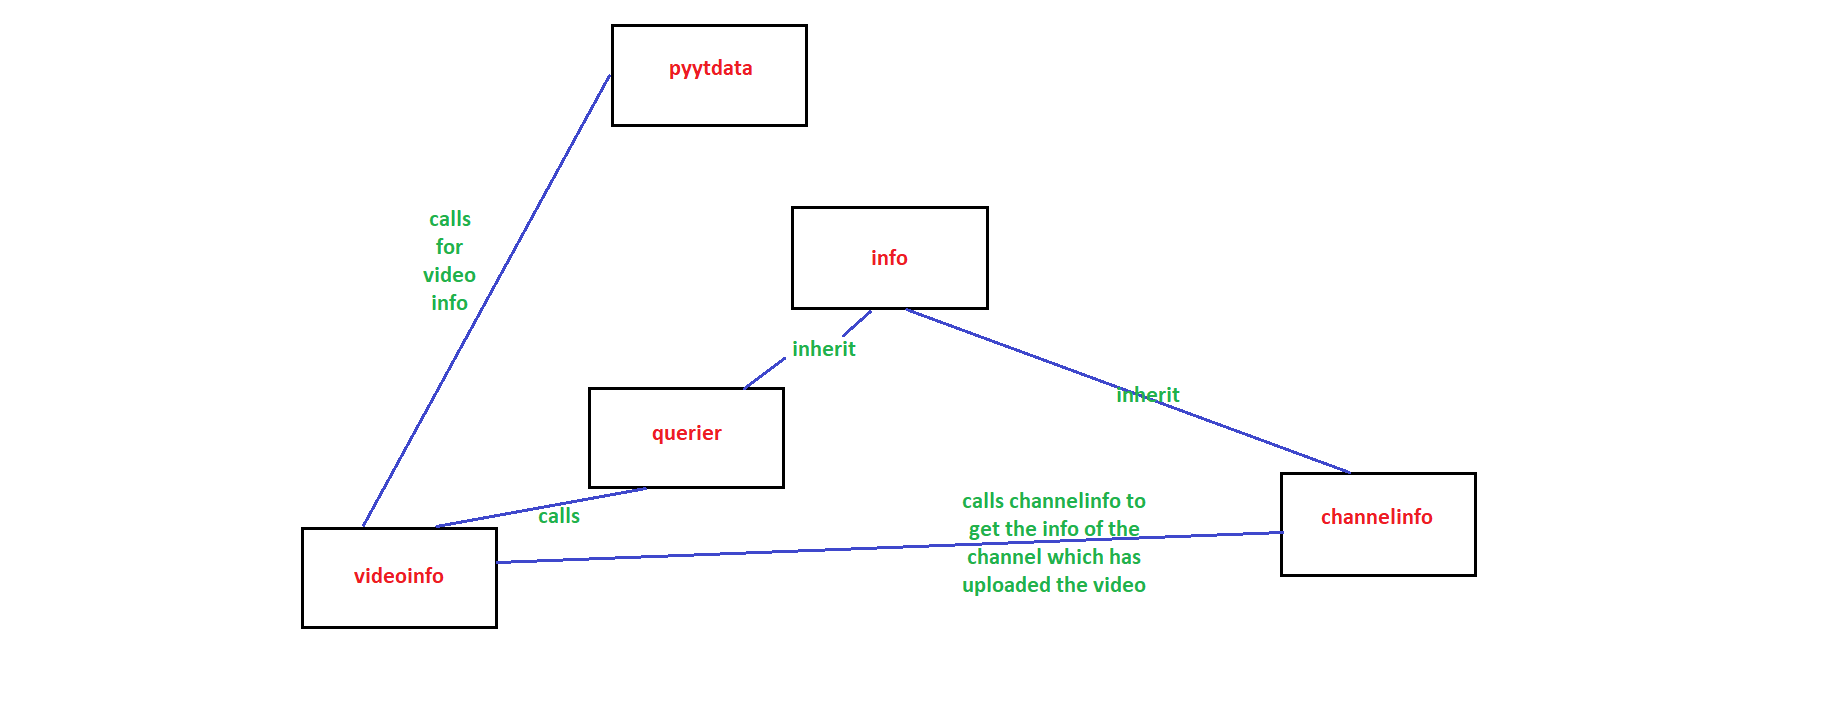 pyytdata
calls
for
video
info
info
inherit
inherit
querier
calls channelinfo to
get the info of the
channel which has
uploaded the video
channelinfo
calls
videoinfo